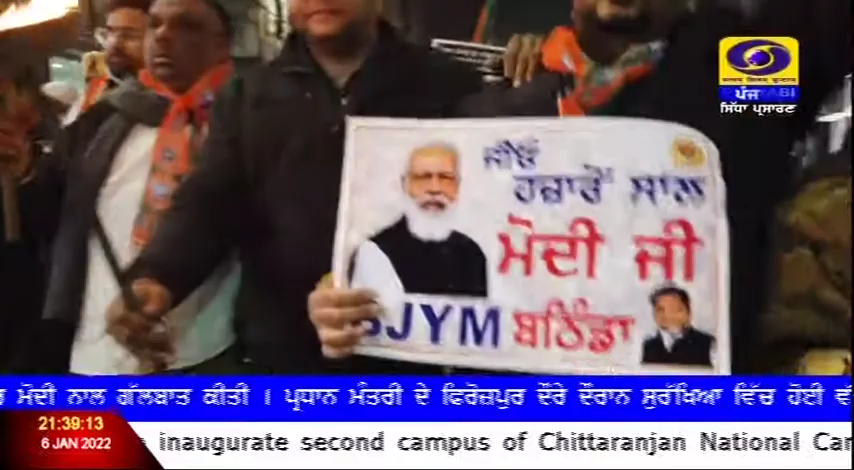 ਪੰਜਾਬੀ
ਸਿੱਧਾ ਪ੍ਰਸਾਰਣ
ਜੀਓ
ਹਜ਼ਾਰੋਂ ਸਾਲ
ਮੋਦੀ ਜੀ
BJYM ਬਠਿੰਡਾ
ਮੋਦੀ ਨਾਲ ਗੱਲਬਾਤ ਕੀਤੀ । ਪ੍ਰਧਾਨ ਮੰਤਰੀ ਦੇ ਫਿਰੋਜ਼ਪੁਰ ਦੌਰੇ ਦੌਰਾਨ ਸੁਰੱਖਿਆ ਵਿੱਚ ਹੋਈ
21:39:13
6 JAN 2022
inaugurate second campus of Chittaranjan National Can